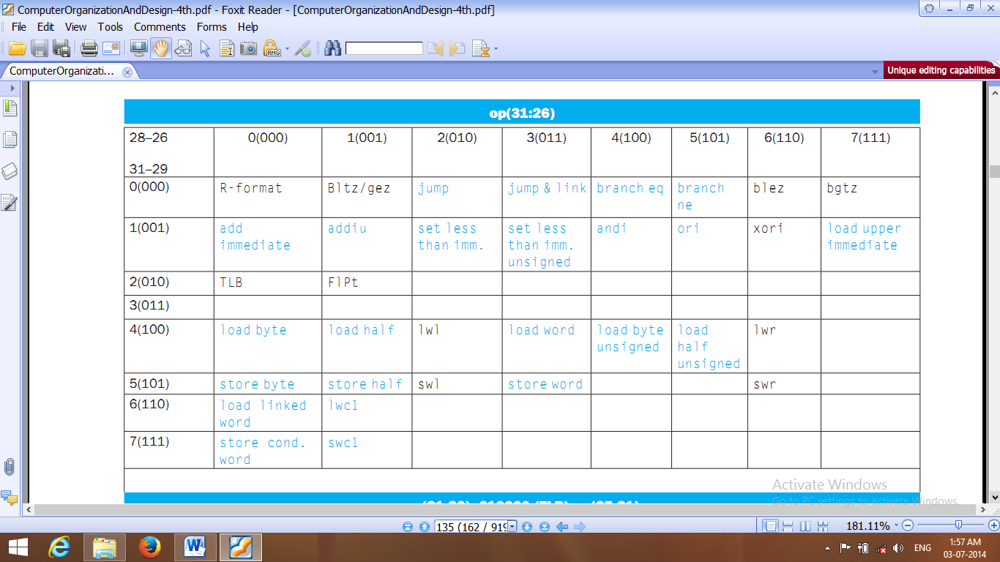 ComputerOrganizationAndDesign-4th.pdf - Foxit Reader - [ComputerOrganizationAndDesign-4th.pdf]
File Edit View Tools Comments Forms Help
RMS
ComputerOrganizati... Unique editing capabilities
op(31:26)
28–26 0(000) 1(001) 2(010) 3(011) 4(100) 5(101) 6(110) 7(111)
31–29
0(000) R-format Bltz/gez jump jump & link branch eq branch blez bgtz
ne
1(001) add addiu set less set less andi ori xori load upper
immediate than imm. than imm. immediate
unsigned
2(010) TLB FlPt
3(011)
4(100) load byte load half lwl load word load byte load lwr
unsigned half
unsigned
5(101) store byte store half swl store word swr
6(110) load linked lwcl
word
7(111) store cond. swcl
word
Activate Windows
Go to PC settings to activate Windows.
135 (162 / 919 181.11%
ENG 1:57 AM
03-07-2014